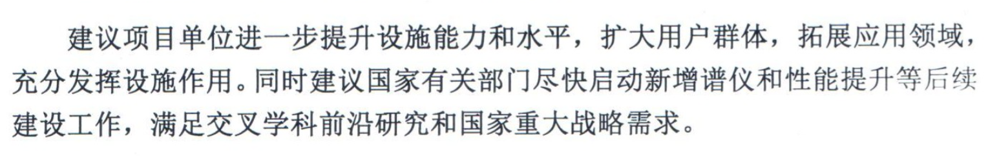 建议项目单位进一步提升设施能力和水平，扩大用户群体，拓展应用领域，
充分发挥设施作用。同时建议国家有关部门尽快启动新增谱仪和性能提升等后续
建设工作，满足交叉学科前沿研究和国家重大战略需求。